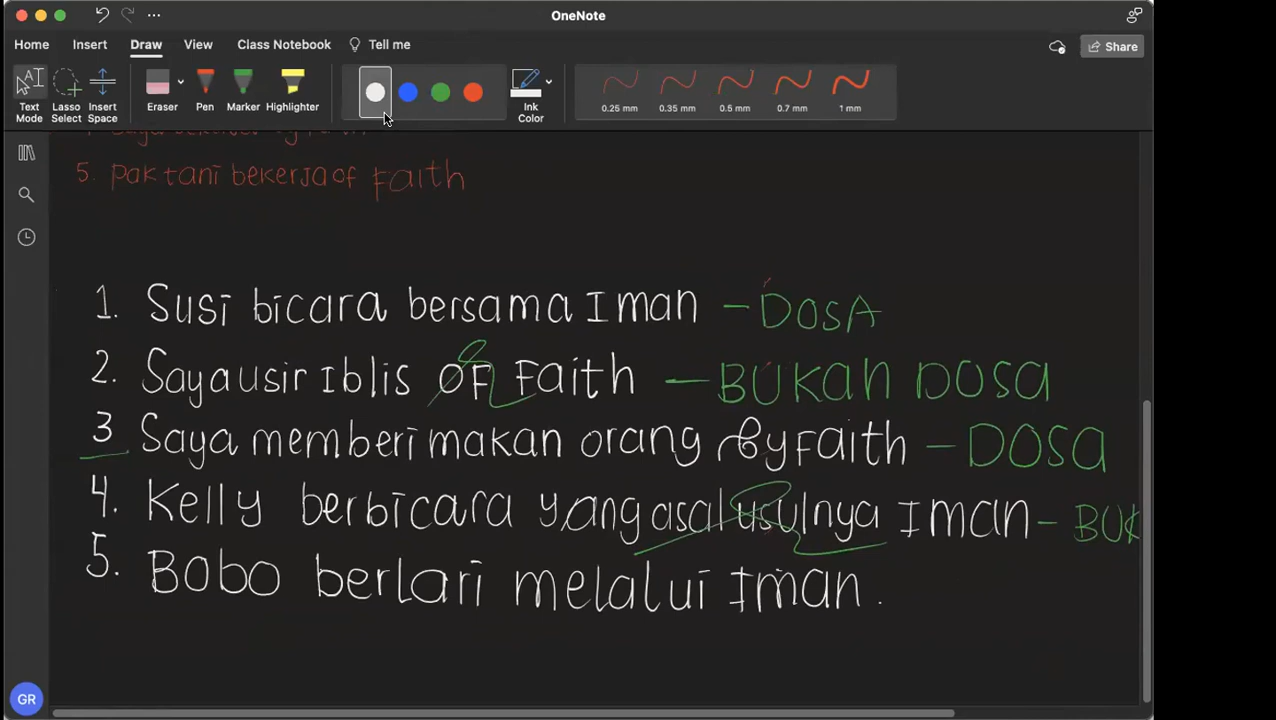 OneNote
Home Insert Draw View Class Notebook Tell me
Share
Text Mode Lasso Select Insert Space Eraser Pen Marker Highlighter Ink Color 0.25 mm 0.35 mm 0.5 mm 0.7 mm 1 mm
5. Pak tani bekerja of Faith
1. Susi bicara bersama Iman - DOSA
2. Saya usir Iblis OF Faith - BUKAN DOSA
3 Saya memberi makan orang By Faith - DOSA
4. Kelly berbicara yang asal usulnya Iman - BUK
5. Bobo berlari melalui Iman.
GR